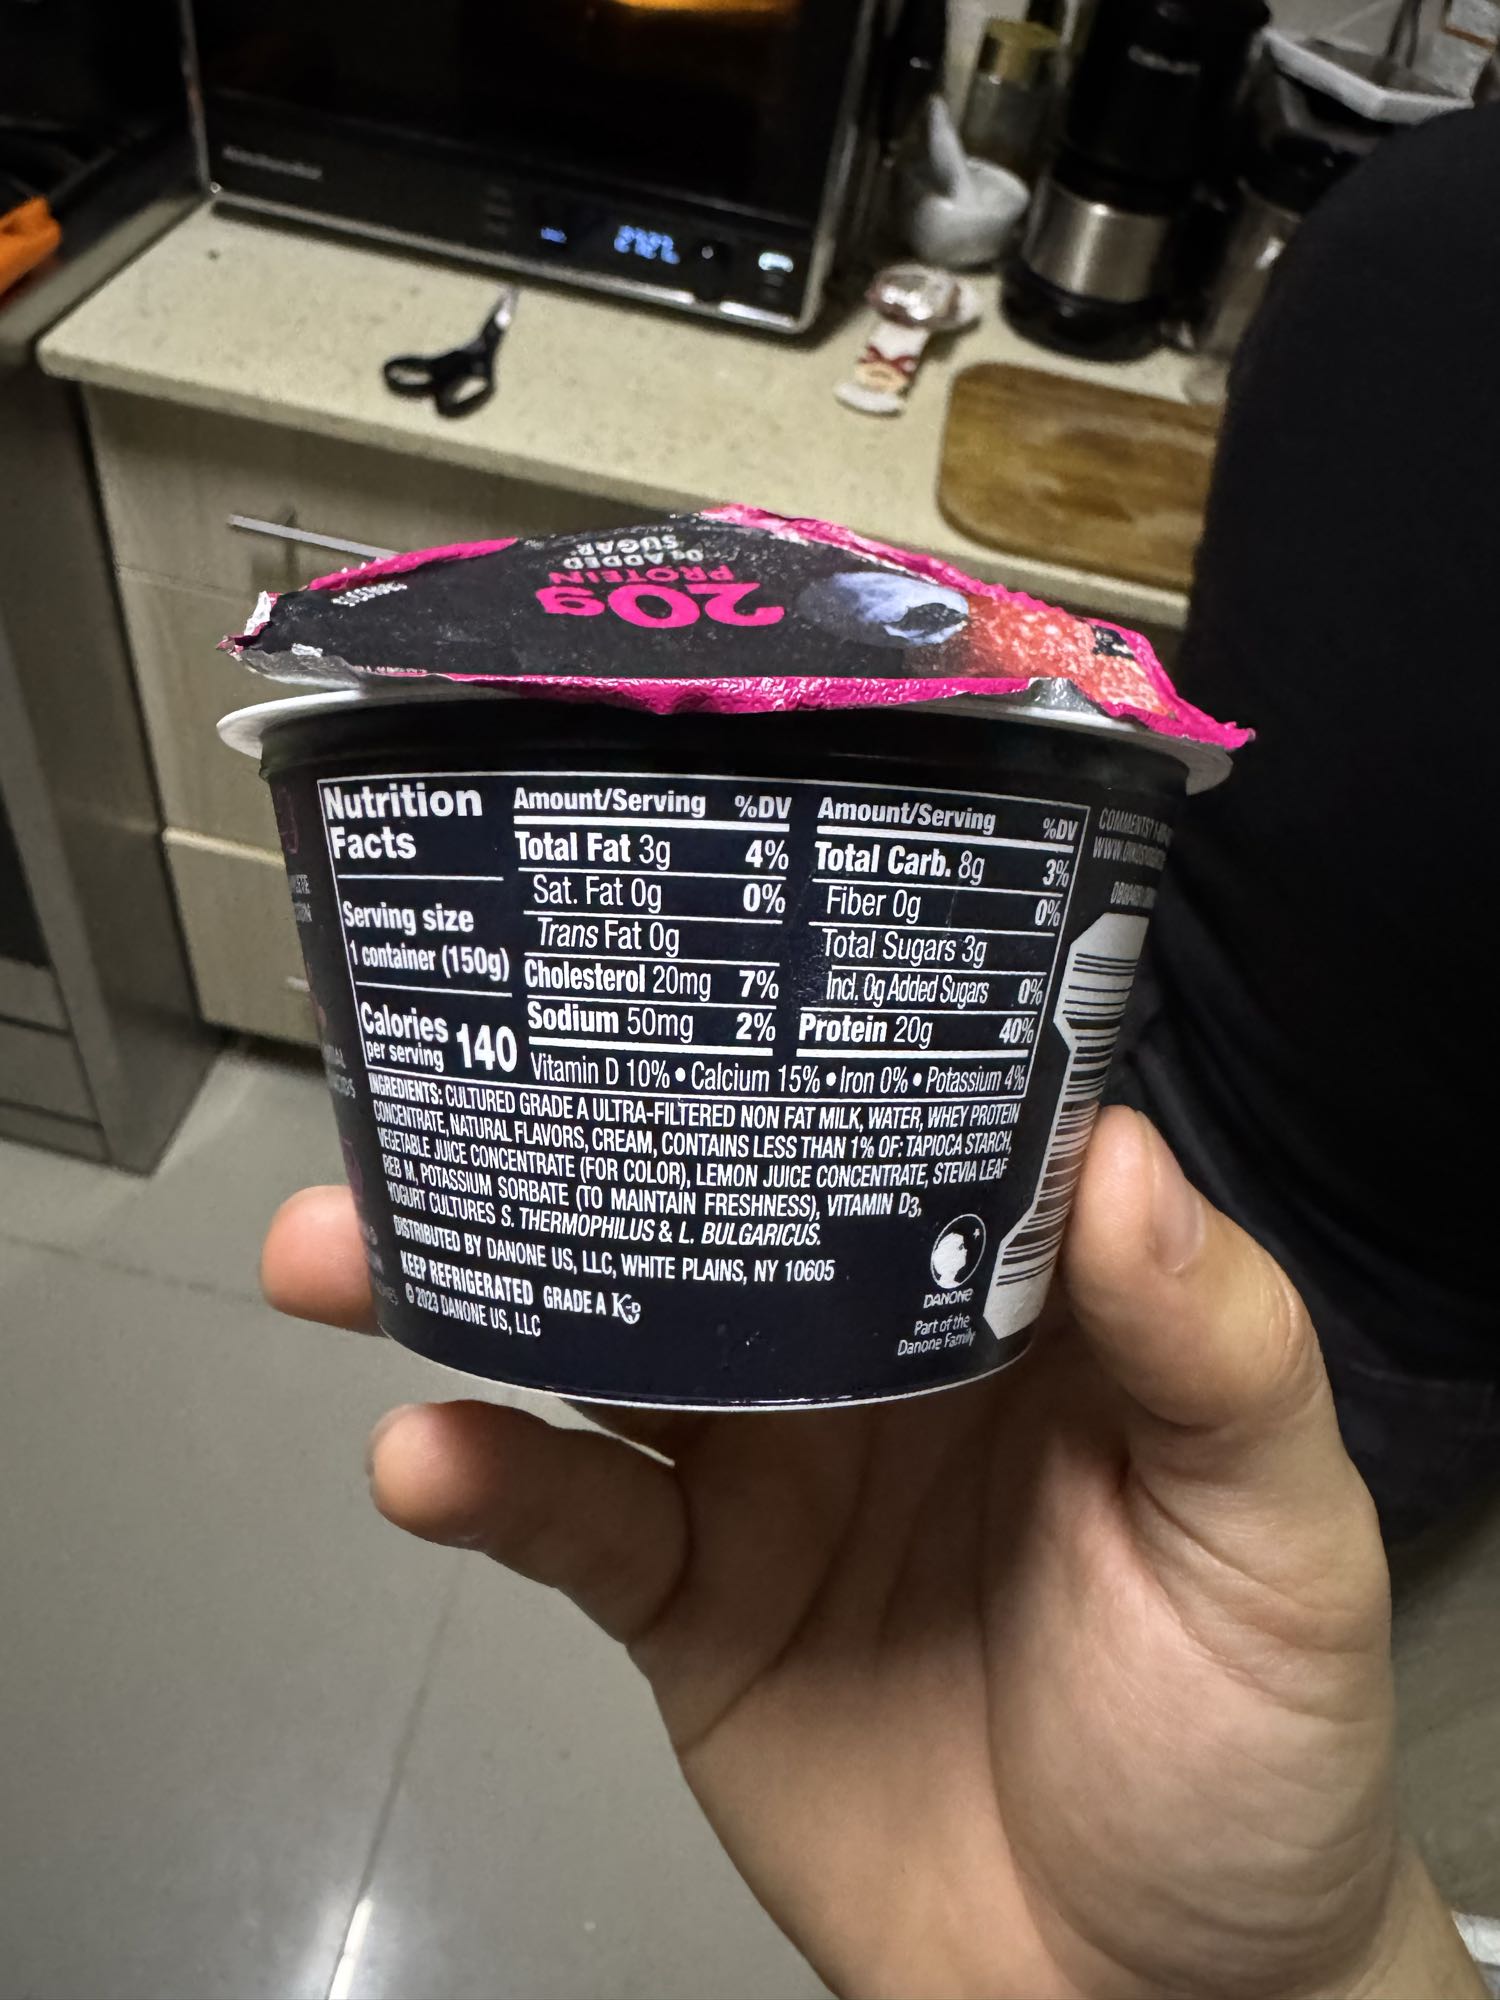 20g
PROTEIN
0g ADDED
SUGAR
Nutrition
Facts
Serving size
1 container (150g)
Calories
per serving
140
Amount/Serving %DV
Total Fat 3g 4%
Sat. Fat 0g 0%
Trans Fat 0g
Cholesterol 20mg 7%
Sodium 50mg 2%
Amount/Serving %DV
Total Carb. 8g 3%
Fiber 0g 0%
Total Sugars 3g
Incl. 0g Added Sugars 0%
Protein 20g 40%
Vitamin D 10% • Calcium 15% • Iron 0% • Potassium 4%
INGREDIENTS: CULTURED GRADE A ULTRA-FILTERED NON FAT MILK, WATER, WHEY PROTEIN
CONCENTRATE, NATURAL FLAVORS, CREAM, CONTAINS LESS THAN 1% OF: TAPIOCA STARCH,
VEGETABLE JUICE CONCENTRATE (FOR COLOR), LEMON JUICE CONCENTRATE, STEVIA LEAF
REB M, POTASSIUM SORBATE (TO MAINTAIN FRESHNESS), VITAMIN D3,
YOGURT CULTURES S. THERMOPHILUS & L. BULGARICUS.
DISTRIBUTED BY DANONE US, LLC, WHITE PLAINS, NY 10605
KEEP REFRIGERATED GRADE A K-D
© 2023 DANONE US, LLC
DANONE
Part of the
Danone Family
COMMENTS?